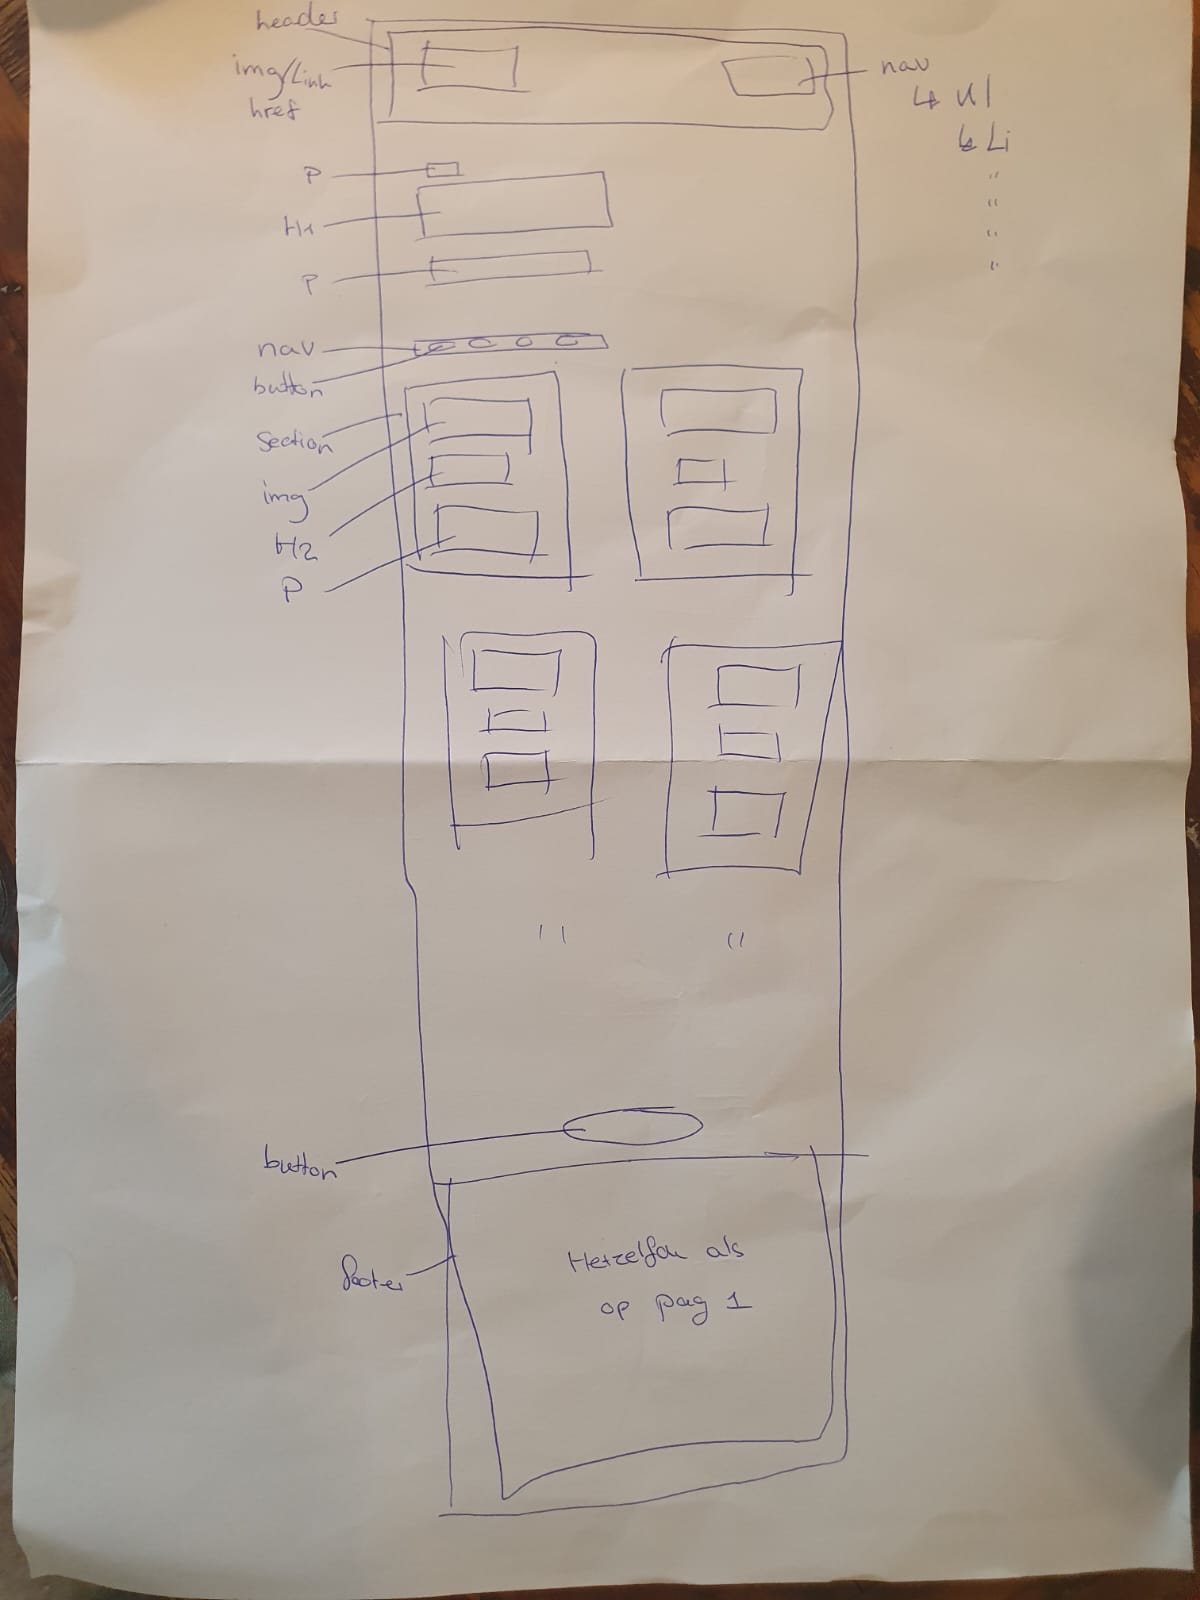 header
img/Link
href
nav
↳ Ul
↳ Li
"
"
"
"
P
H1
P
nav
button
Section
img
H2
P
" "
button
footer
Hetzelfde als
op pag 1